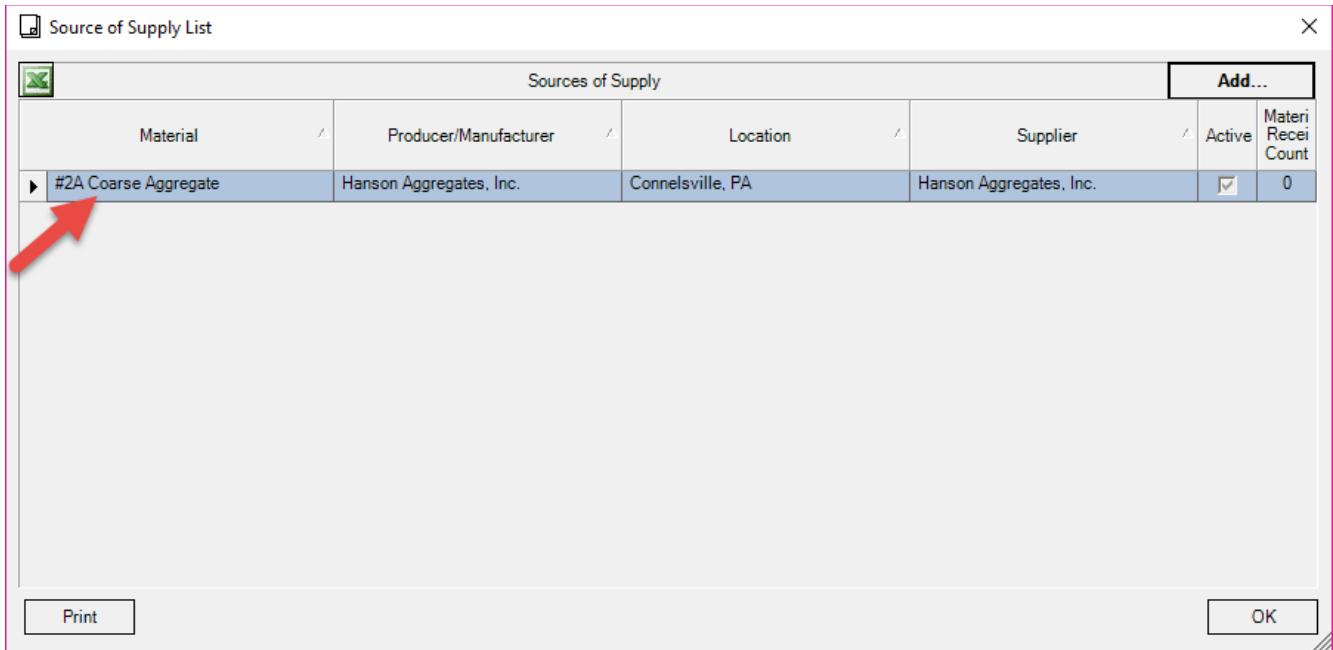 Source of Supply List
Sources of Supply
Add...
Material
Producer/Manufacturer
Location
Supplier
Active
Materi
Recei
Count
#2A Coarse Aggregate
Hanson Aggregates, Inc.
Connelsville, PA
Hanson Aggregates, Inc.
0
Print
OK